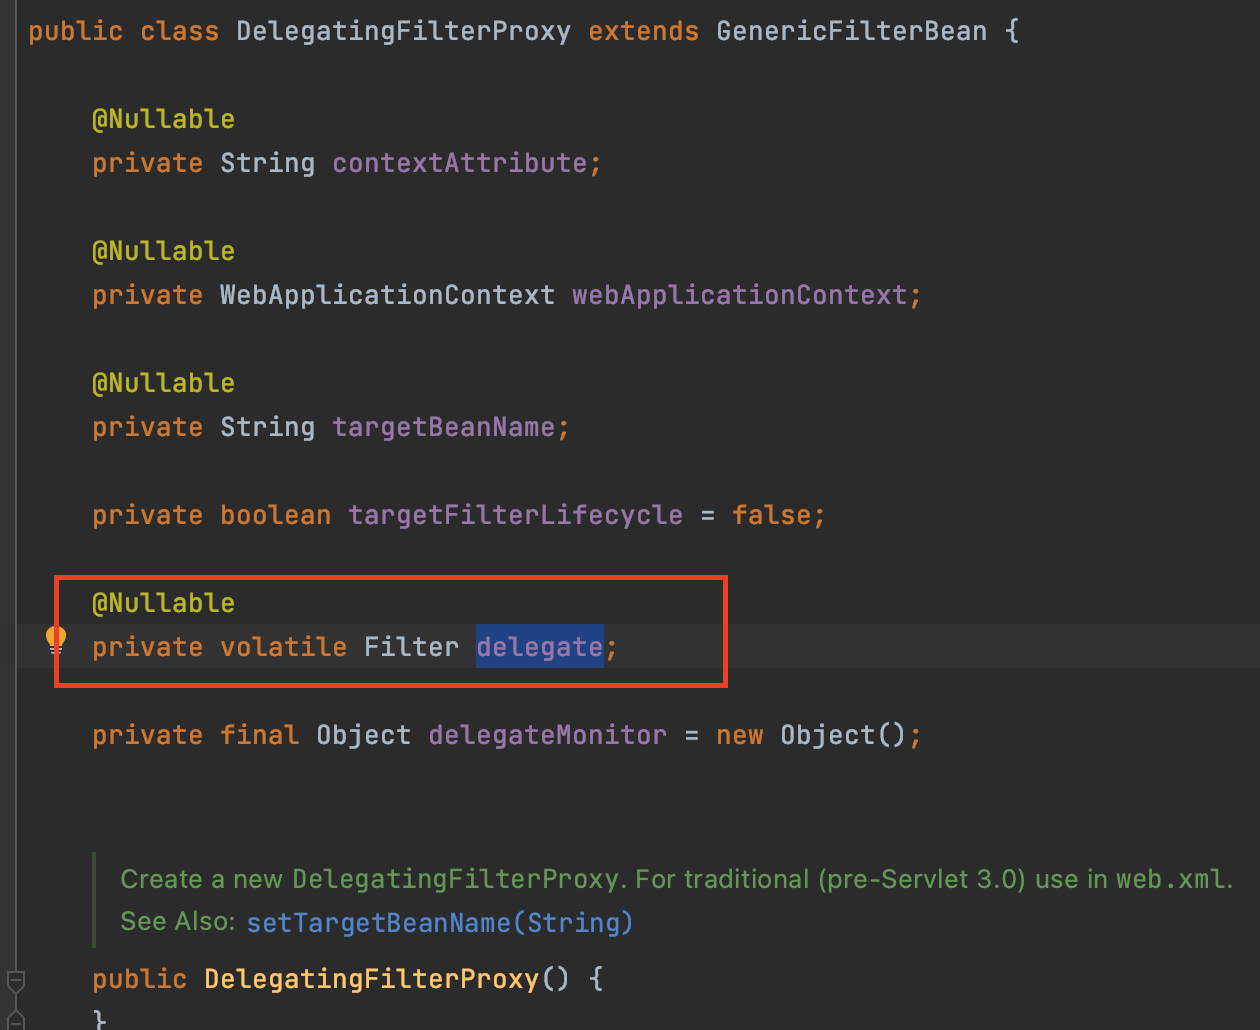 public class DelegatingFilterProxy extends GenericFilterBean {
@Nullable
private String contextAttribute;
@Nullable
private WebApplicationContext webApplicationContext;
@Nullable
private String targetBeanName;
private boolean targetFilterLifecycle = false;
@Nullable
private volatile Filter delegate;
private final Object delegateMonitor = new Object();
Create a new DelegatingFilterProxy. For traditional (pre-Servlet 3.0) use in web.xml.
See Also: setTargetBeanName(String)
public DelegatingFilterProxy() {
}